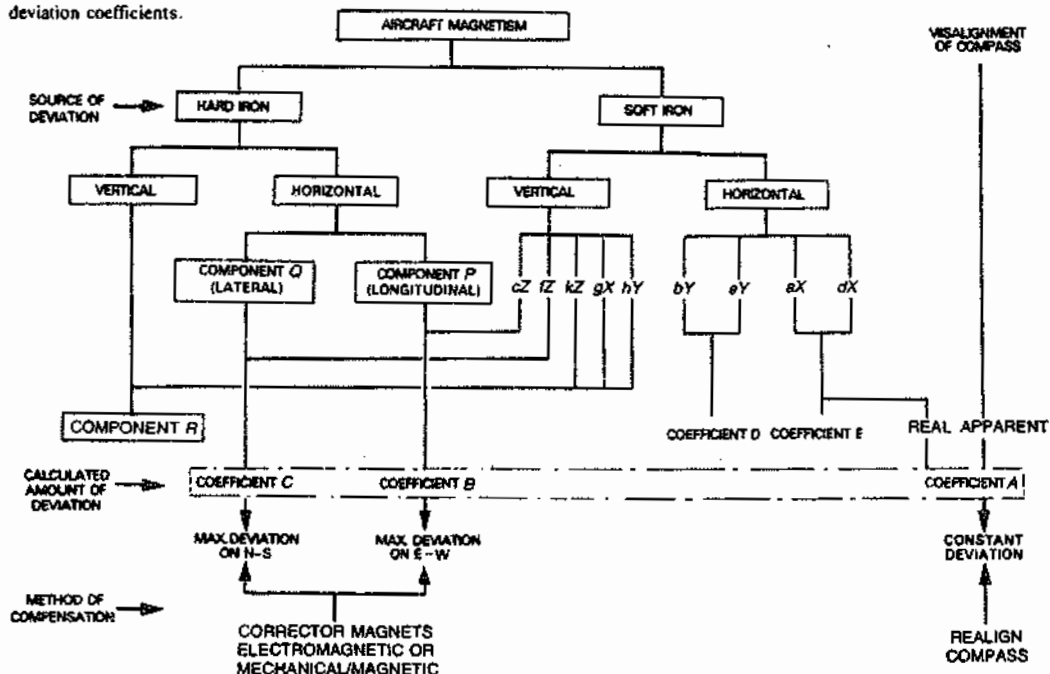 deviation coefficients.
AIRCRAFT MAGNETISM
MISALIGNMENT
OF COMPASS
SOURCE OF
DEVIATION
HARD IRON
SOFT IRON
VERTICAL
HORIZONTAL
VERTICAL
HORIZONTAL
COMPONENT Q
(LATERAL)
COMPONENT P
(LONGITUDINAL)
cZ fZ kZ gX hY
bY eY aX dX
COMPONENT R
COEFFICIENT D COEFFICIENT E
REAL APPARENT
CALCULATED
AMOUNT OF
DEVIATION
COEFFICIENT C
COEFFICIENT B
COEFFICIENT A
MAX. DEVIATION
ON N-S
MAX. DEVIATION
ON E-W
CONSTANT
DEVIATION
METHOD OF
COMPENSATION
CORRECTOR MAGNETS
ELECTROMAGNETIC OR
MECHANICAL/MAGNETIC
REALIGN
COMPASS